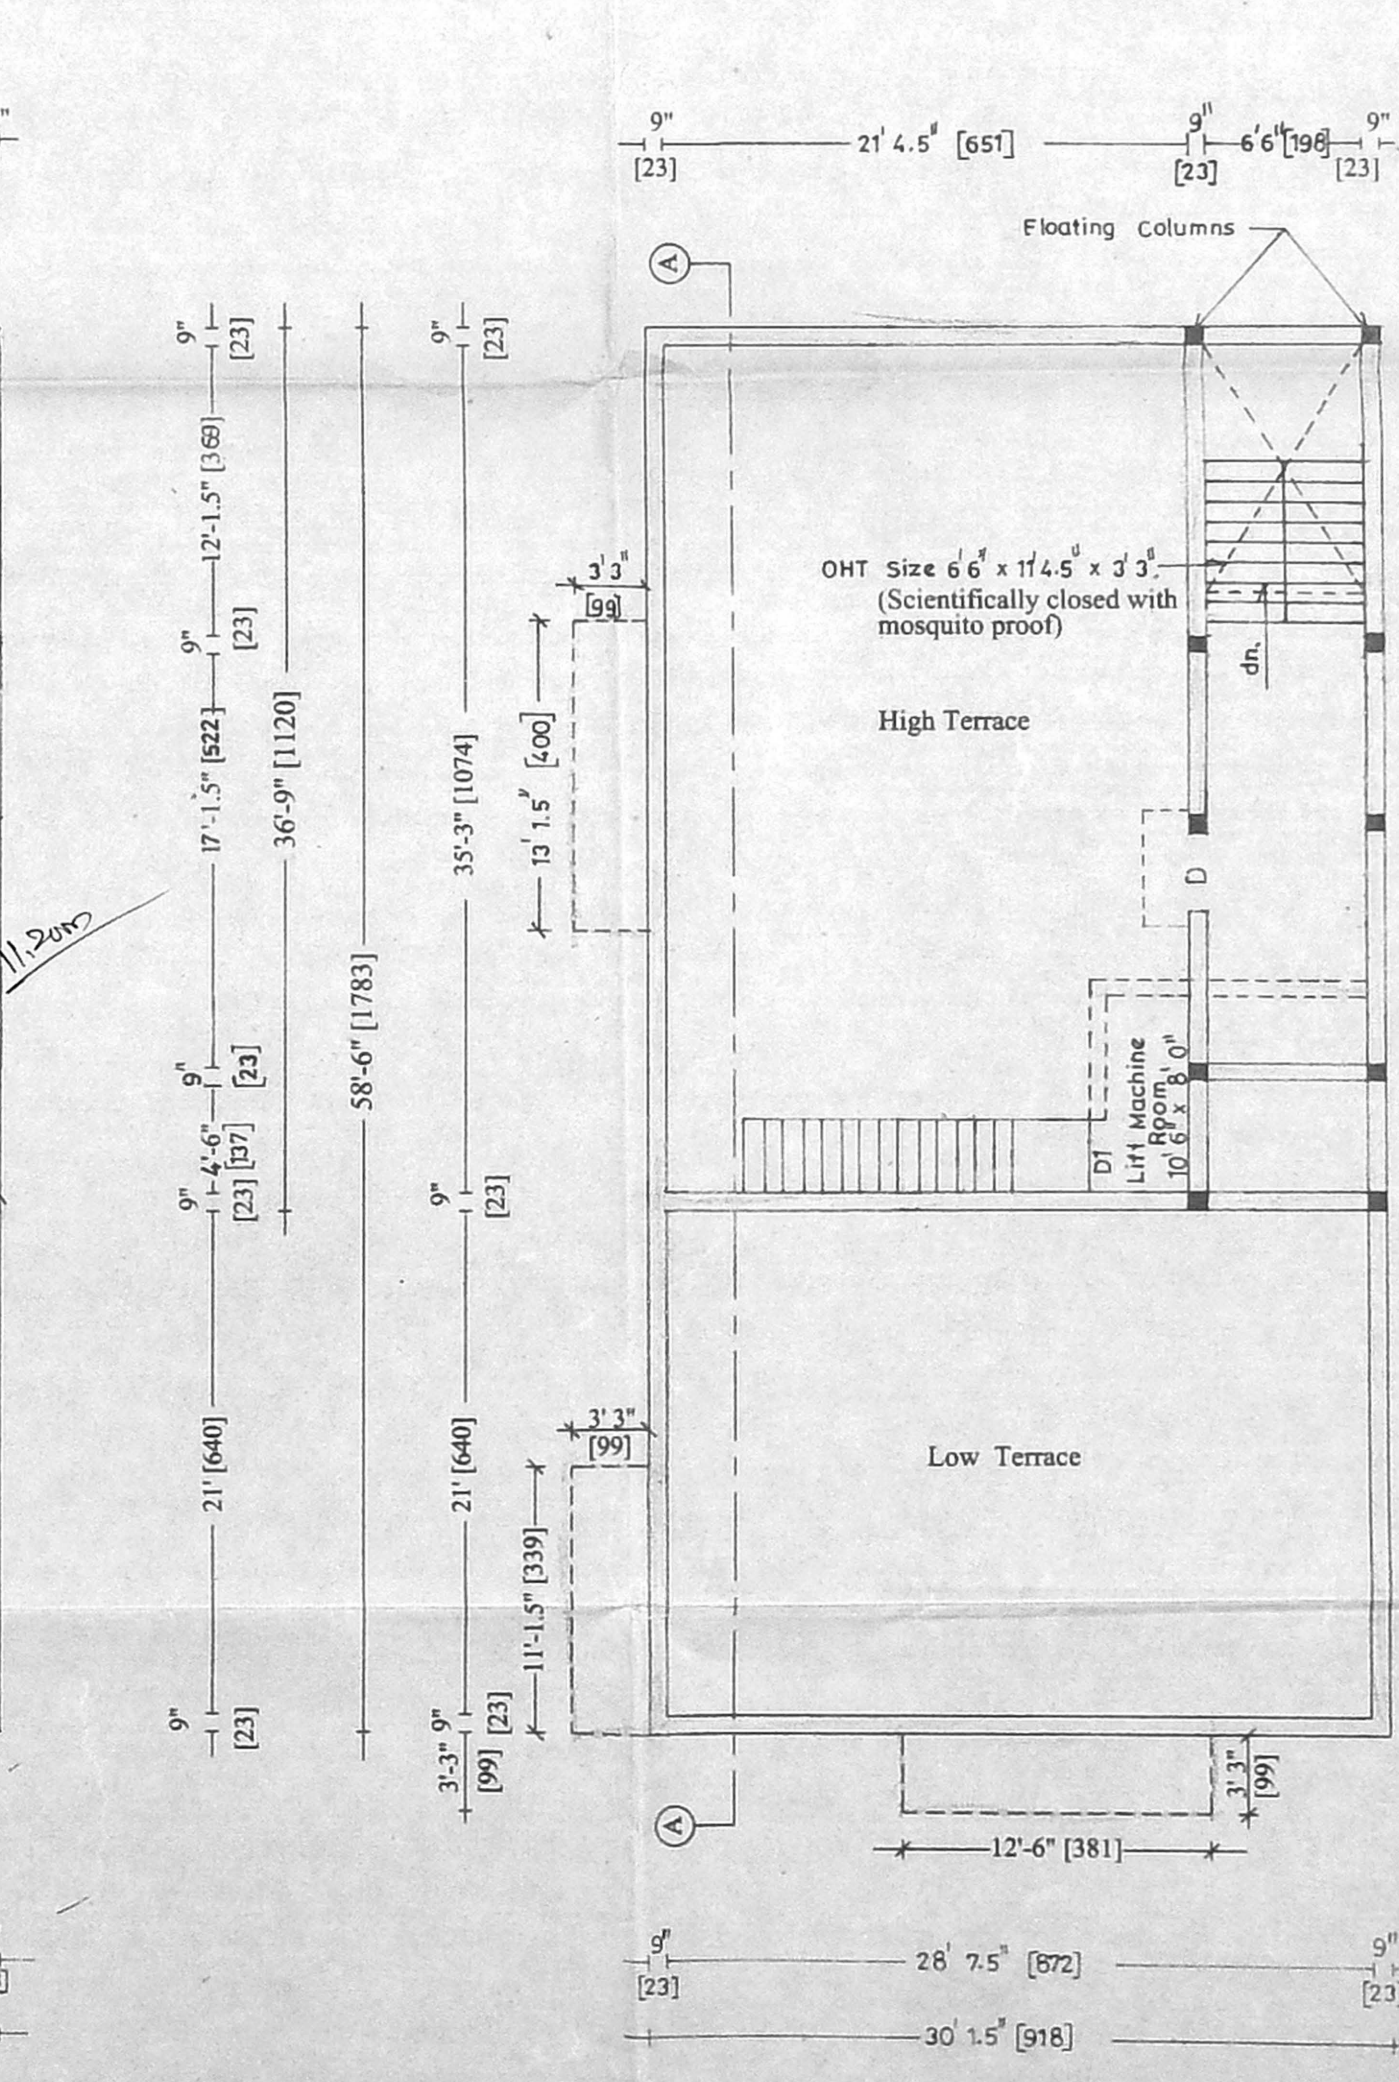 "
9" 9" 9"
21' 4.5" [651] 6'6" [198]
[23] [23] [23]
Floating Columns
A
9"
[23]
12'-1.5" [369]
9"
[23]
17'-1.5" [522]
9"
[23]
4'-6"
[137]
9"
[23]
21' [640]
9"
[23]
36'-9" [1120]
58'-6" [1783]
9"
[23]
35'-3" [1074]
9"
[23]
21' [640]
9"
[23]
3'-3"
[99]
11.20m
3' 3"
[99]
13' 1.5" [400]
OHT Size 6'6" x 11'4.5" x 3'3".
(Scientifically closed with
mosquito proof)
dn.
High Terrace
D
Lift Machine
Room
10' 6" x 8' 0"
D1
3' 3"
[99]
11'-1.5" [339]
Low Terrace
3' 3"
[99]
A
12'-6" [381]
9" 9"
28' 7.5" [872]
[23] [23
30' 1.5" [918]